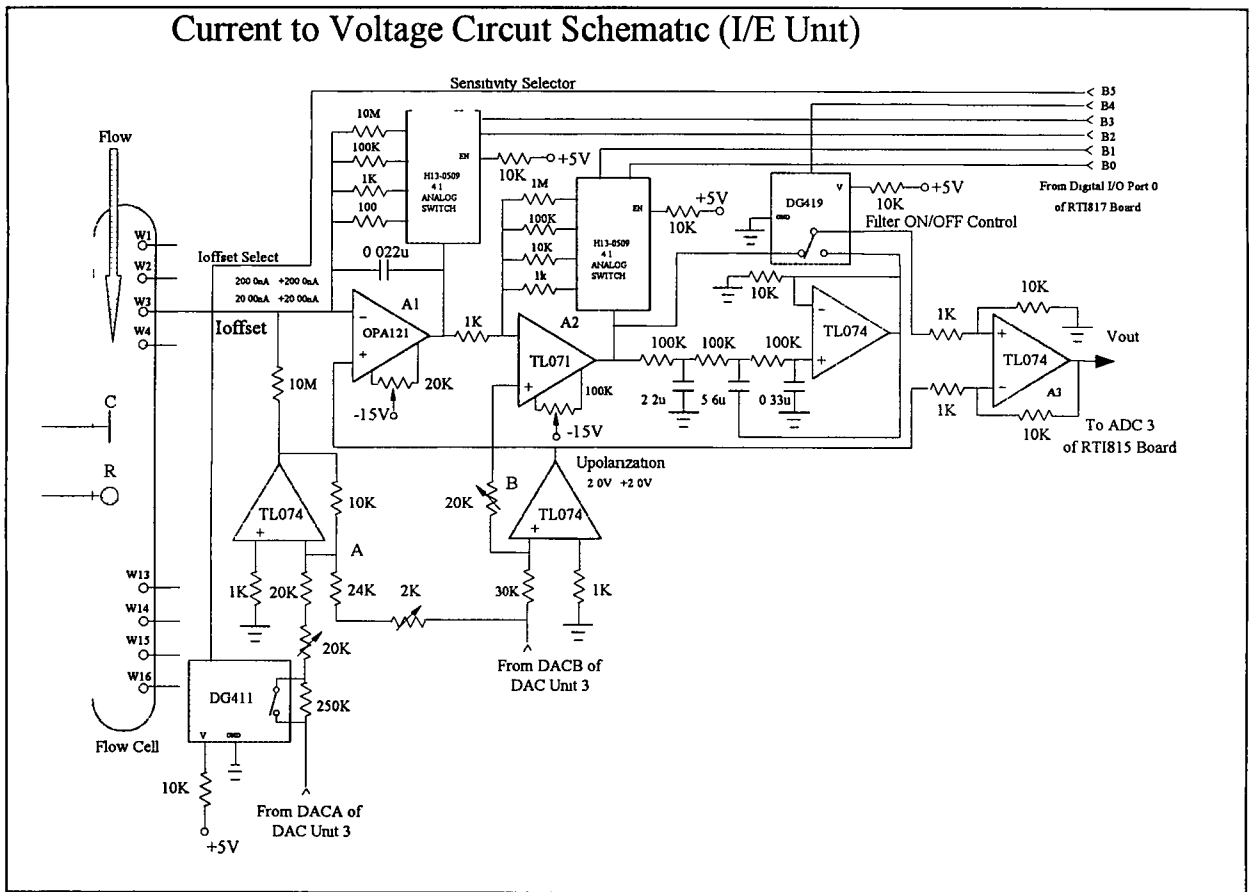 Current to Voltage Circuit Schematic (I/E Unit)
Sensitivity Selector
B5
B4
B3
B2
B1
B0
From Digital I/O Port 0
of RTI817 Board
Flow
10M
100K
1K
100
EN
H13-0509
4 1
ANALOG
SWITCH
10K
+5V
1M
100K
10K
1k
EN
H13-0509
4 1
ANALOG
SWITCH
+5V
10K
V
DG419
GND
+5V
10K
Filter ON/OFF Control
W1
W2
W3
W4
Ioffset Select
200 0nA +200 0nA
20 00nA +20 00nA
Ioffset
0 022u
A1
OPA121
20K
-15V
1K
A2
TL071
100K
-15V
10K
TL074
100K
100K
100K
2 2u
5 6u
0 33u
1K
1K
10K
TL074
A3
10K
Vout
To ADC 3
of RTI815 Board
10M
C
R
TL074
10K
A
1K
20K
24K
2K
20K
B
20K
Upolarization
2 0V +2 0V
TL074
30K
1K
From DACB of
DAC Unit 3
W13
W14
W15
W16
Flow Cell
DG411
V
GND
250K
10K
+5V
From DACA of
DAC Unit 3